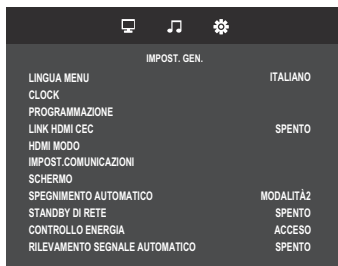 IMPOST. GEN.
LINGUA MENU ITALIANO
CLOCK
PROGRAMMAZIONE
LINK HDMI CEC SPENTO
HDMI MODO
IMPOST.COMUNICAZIONI
SCHERMO
SPEGNIMENTO AUTOMATICO MODALITÀ2
STANDBY DI RETE SPENTO
CONTROLLO ENERGIA ACCESO
RILEVAMENTO SEGNALE AUTOMATICO SPENTO